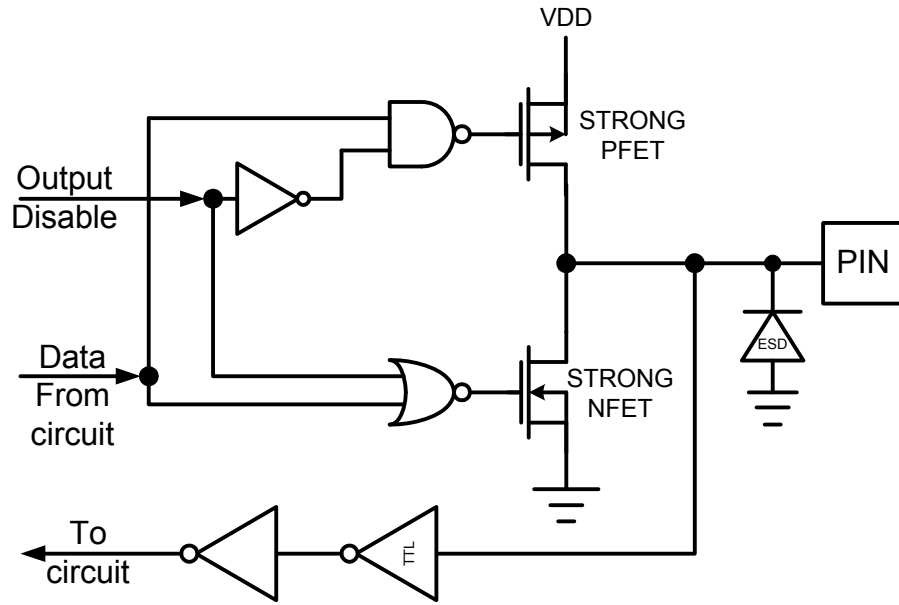 VDD
STRONG
PFET
Output
Disable
PIN
ESD
Data
From
circuit
STRONG
NFET
To
circuit
TTL